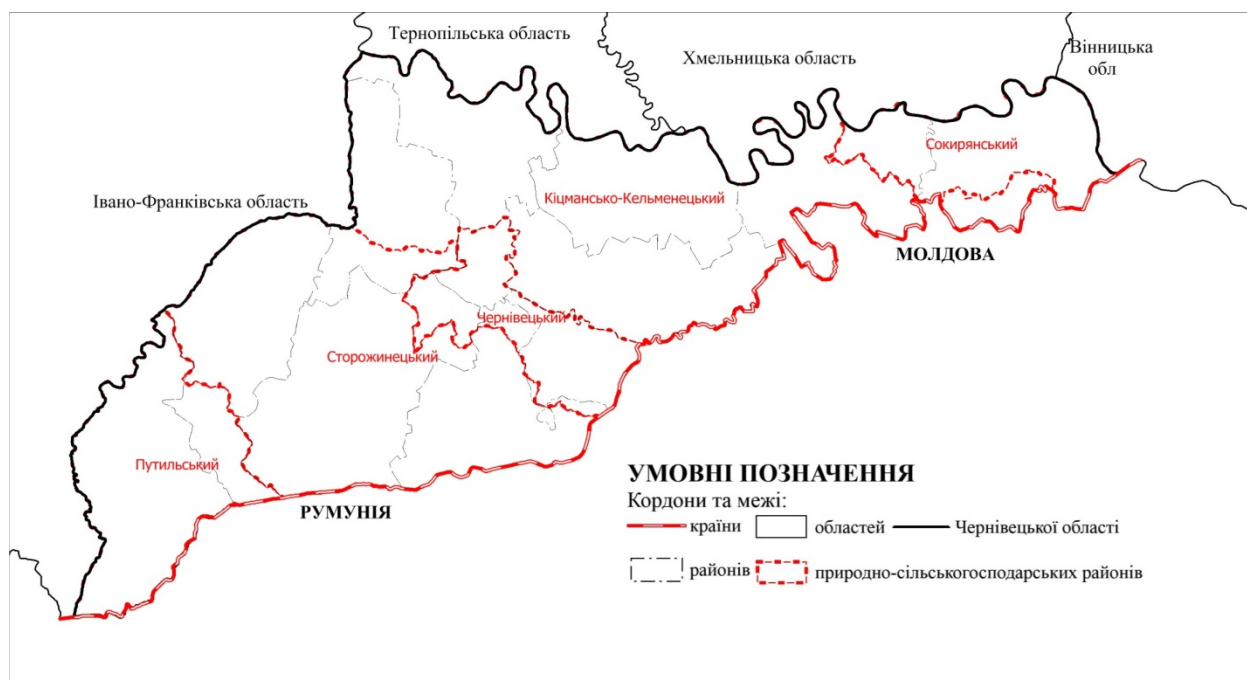 Тернопільська область
Хмельницька область
Вінницька
обл
Сокирянський
Івано-Франківська область
Кіцмансько-Кельменецький
МОЛДОВА
Чернівецький
Сторожинецький
Путильський
РУМУНІЯ
УМОВНІ ПОЗНАЧЕННЯ
Кордони та межі:
країни областей Чернівецької області
районів природно-сільськогосподарських районів